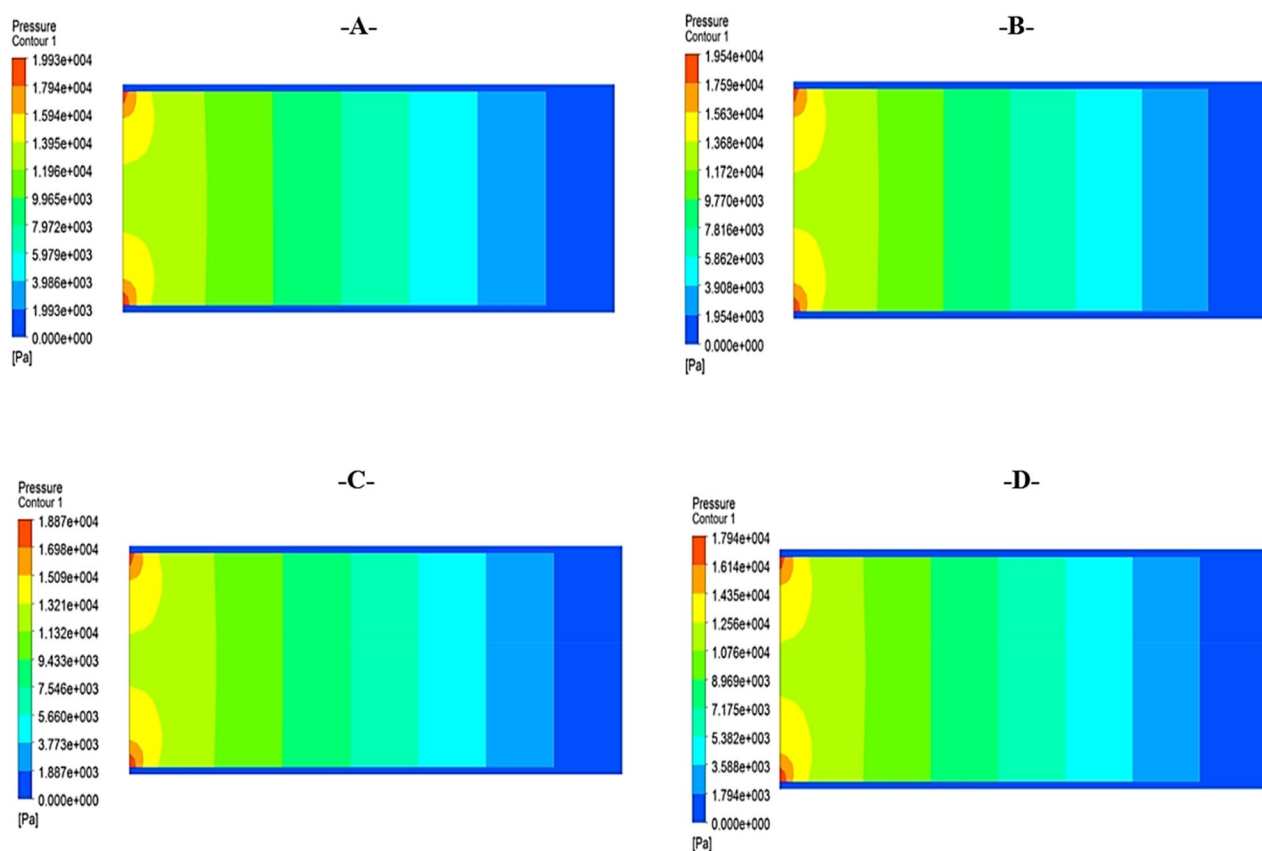 -A-
Pressure
Contour 1
1.993e+004
1.794e+004
1.594e+004
1.395e+004
1.196e+004
9.965e+003
7.972e+003
5.979e+003
3.986e+003
1.993e+003
0.000e+000
[Pa]
-B-
Pressure
Contour 1
1.954e+004
1.759e+004
1.563e+004
1.368e+004
1.172e+004
9.770e+003
7.816e+003
5.862e+003
3.908e+003
1.954e+003
0.000e+000
[Pa]
-C-
Pressure
Contour 1
1.887e+004
1.698e+004
1.509e+004
1.321e+004
1.132e+004
9.433e+003
7.546e+003
5.660e+003
3.773e+003
1.887e+003
0.000e+000
[Pa]
-D-
Pressure
Contour 1
1.794e+004
1.614e+004
1.435e+004
1.256e+004
1.076e+004
8.969e+003
7.175e+003
5.382e+003
3.588e+003
1.794e+003
0.000e+000
[Pa]